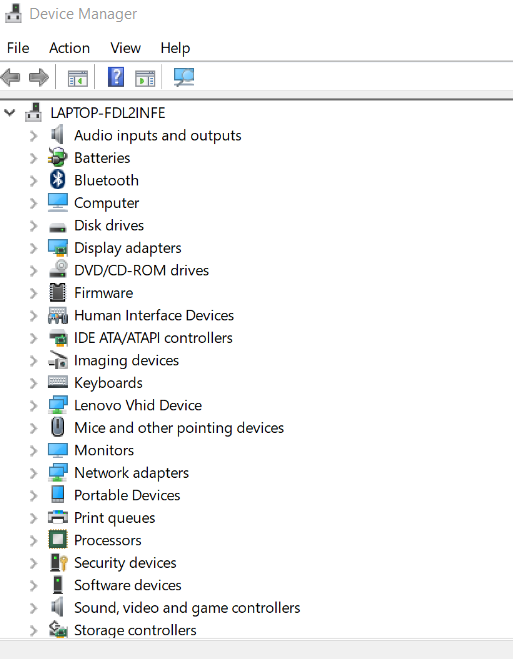 Device Manager
File Action View Help
LAPTOP-FDL2INFE
Audio inputs and outputs
Batteries
Bluetooth
Computer
Disk drives
Display adapters
DVD/CD-ROM drives
Firmware
Human Interface Devices
IDE ATA/ATAPI controllers
Imaging devices
Keyboards
Lenovo Vhid Device
Mice and other pointing devices
Monitors
Network adapters
Portable Devices
Print queues
Processors
Security devices
Software devices
Sound, video and game controllers
Storage controllers